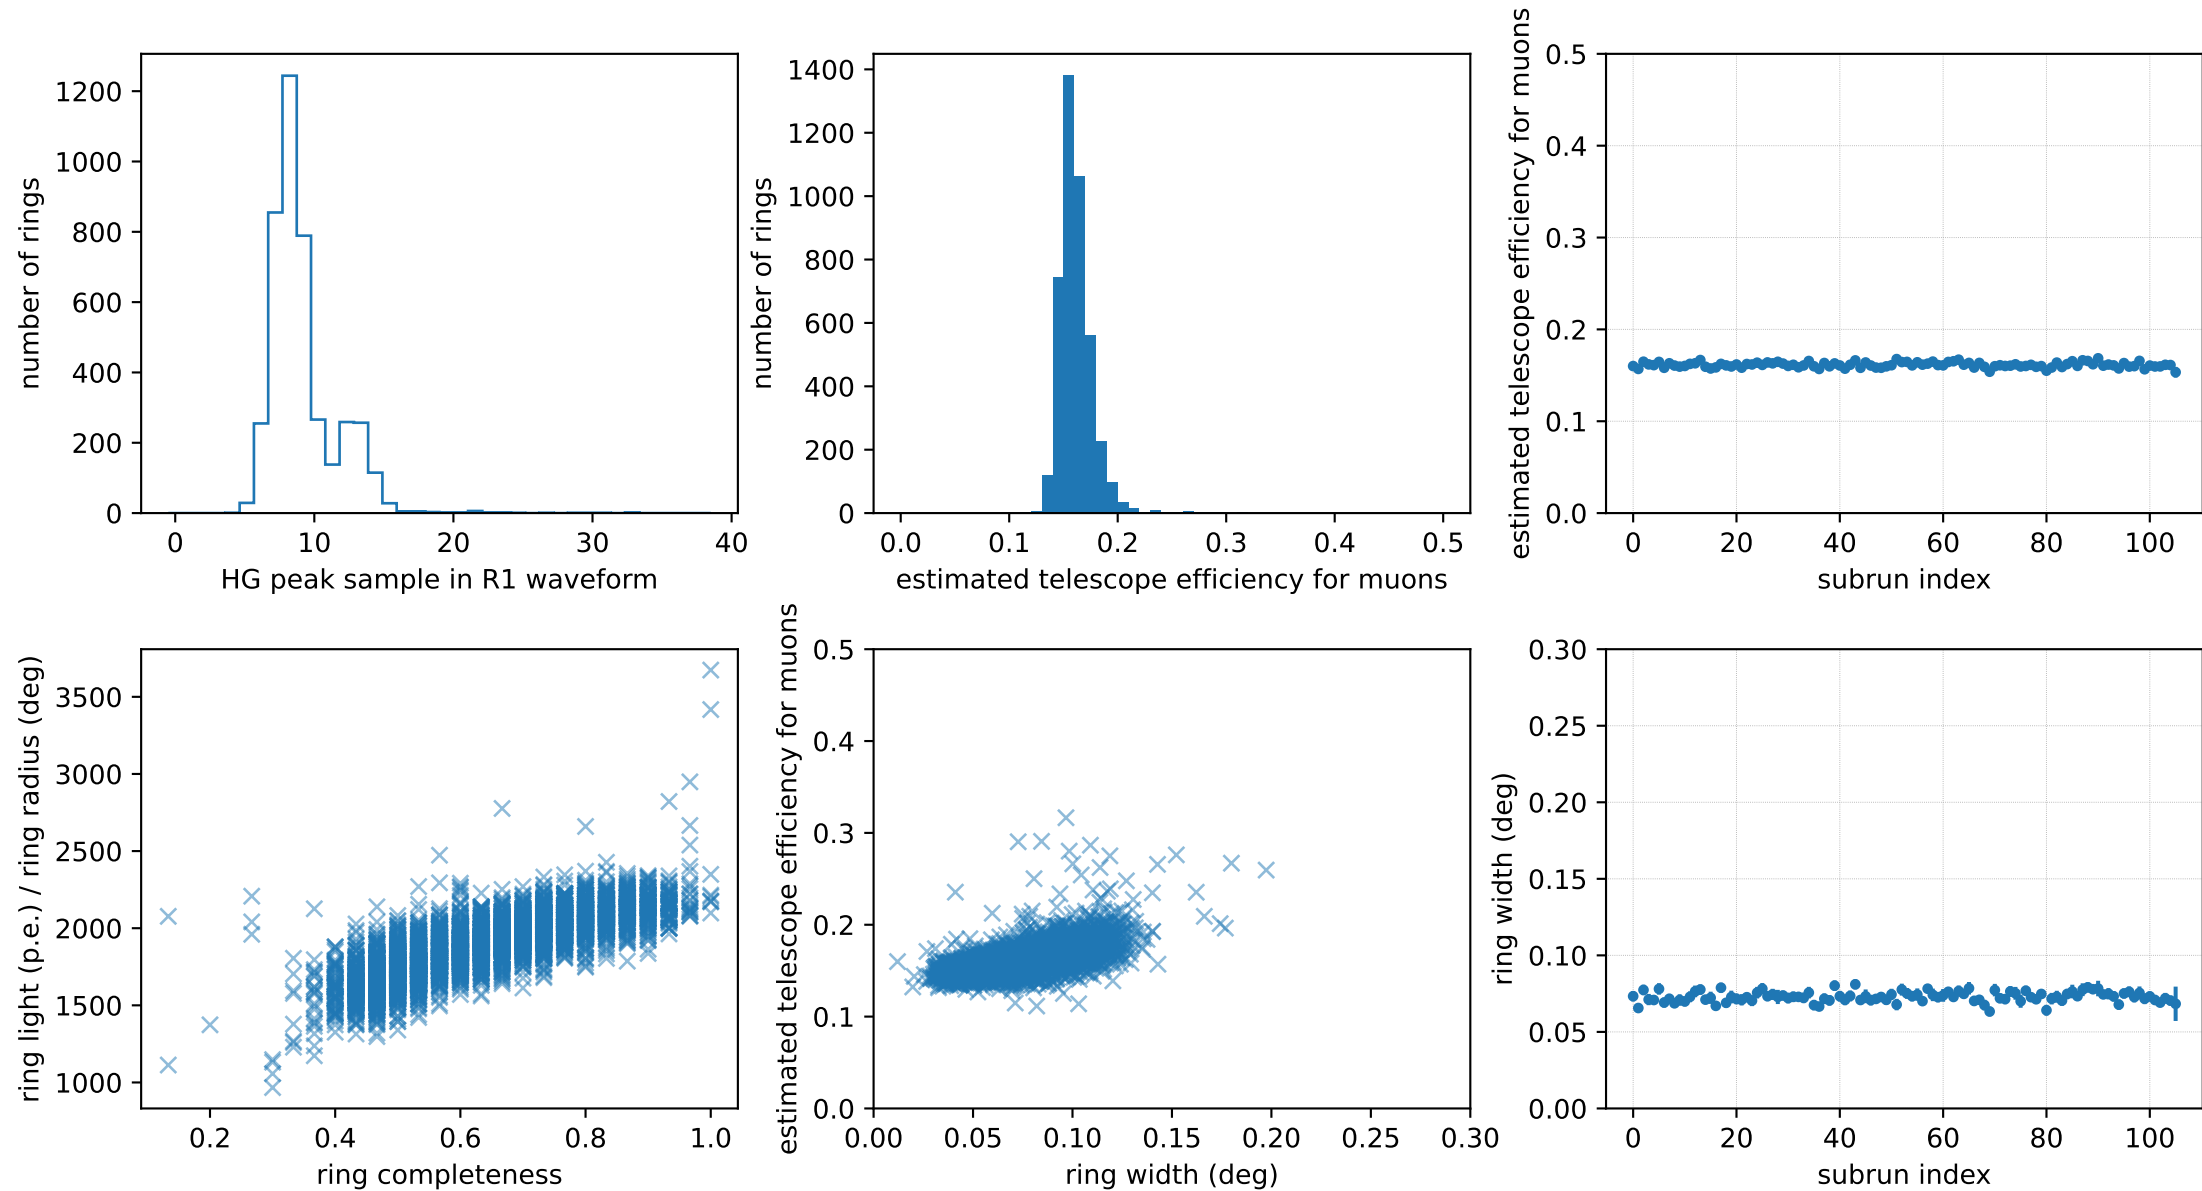 1200
1000
800
600
400
200
0
number of rings
0 10 20 30 40
HG peak sample in R1 waveform
1400
1200
1000
800
600
400
200
0
number of rings
0.0 0.1 0.2 0.3 0.4 0.5
estimated telescope efficiency for muons
0.5
0.4
0.3
0.2
0.1
0.0
estimated telescope efficiency for muons
0 20 40 60 80 100
subrun index
3500
3000
2500
2000
1500
1000
ring light (p.e.) / ring radius (deg)
0.2 0.4 0.6 0.8 1.0
ring completeness
0.5
0.4
0.3
0.2
0.1
0.0
estimated telescope efficiency for muons
0.00 0.05 0.10 0.15 0.20 0.25 0.30
ring width (deg)
0.30
0.25
0.20
0.15
0.10
0.05
0.00
ring width (deg)
0 20 40 60 80 100
subrun index